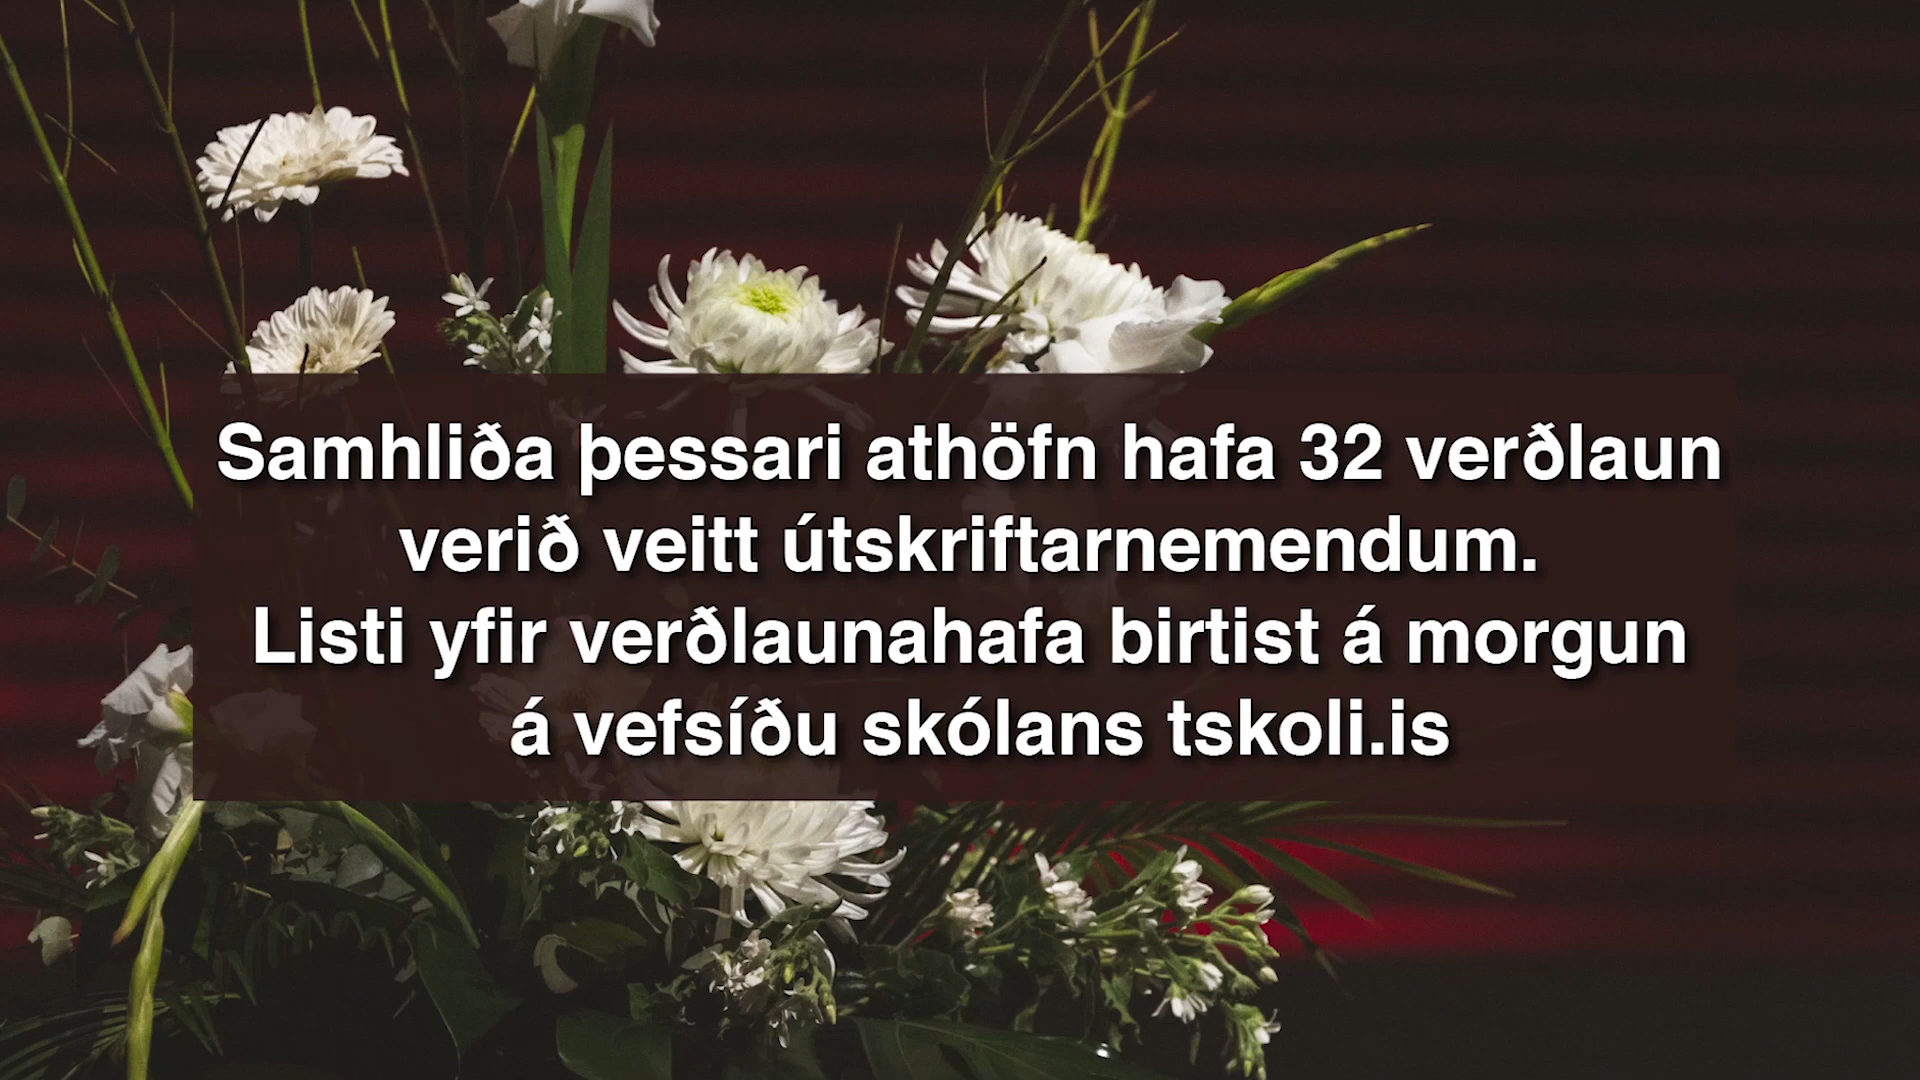 Samhliða þessari athöfn hafa 32 verðlaun
verið veitt útskriftarnemendum.
Listi yfir verðlaunahafa birtist á morgun
á vefsíðu skólans tskoli.is